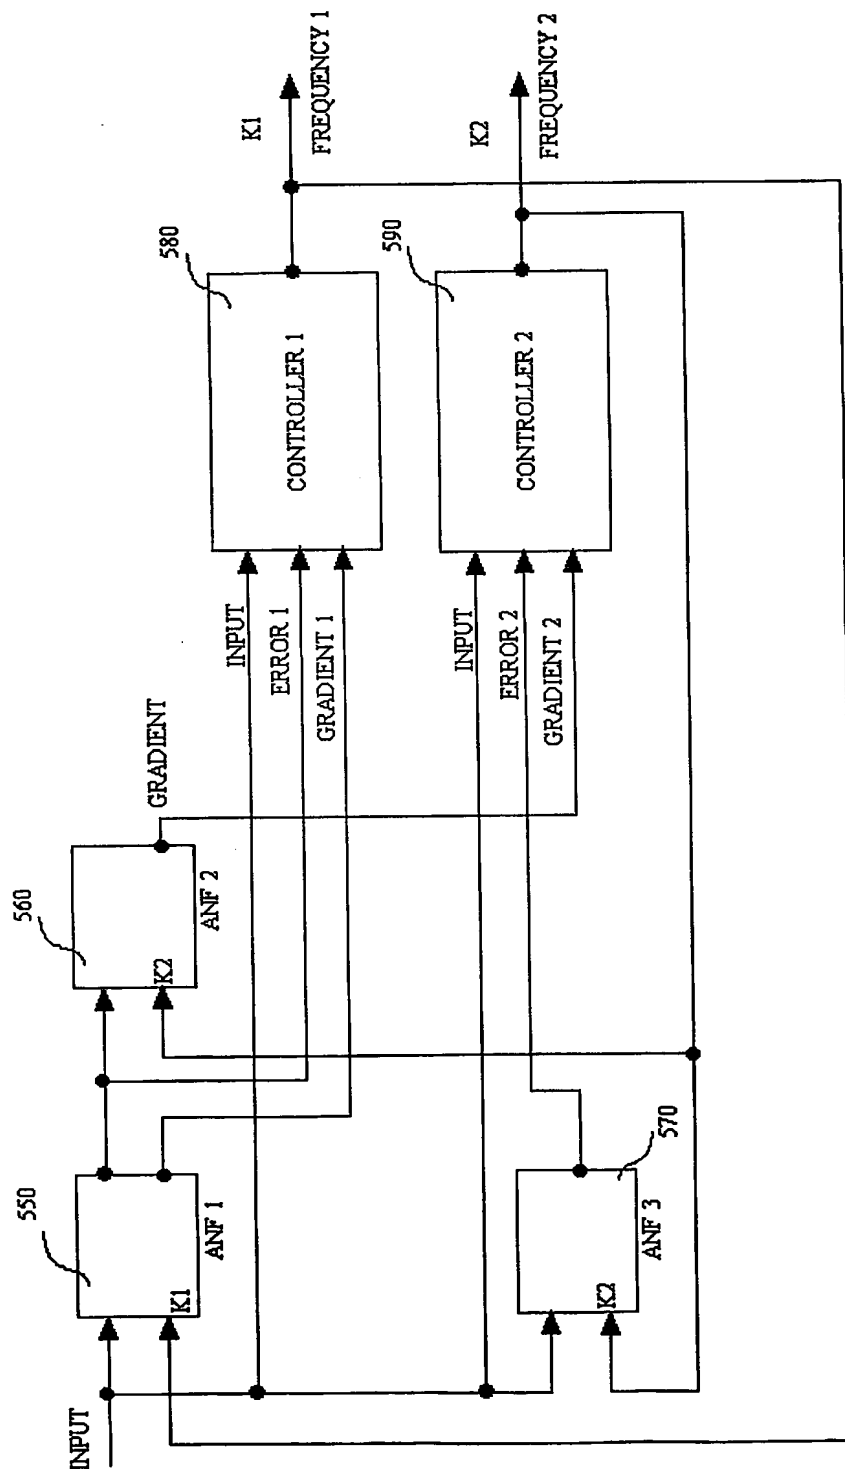 INPUT
550
K1
ANF 1
560
K2
ANF 2
GRADIENT
570
K2
ANF 3
INPUT
ERROR 1
GRADIENT 1
580
CONTROLLER 1
K1
FREQUENCY 1
INPUT
ERROR 2
GRADIENT 2
590
CONTROLLER 2
K2
FREQUENCY 2